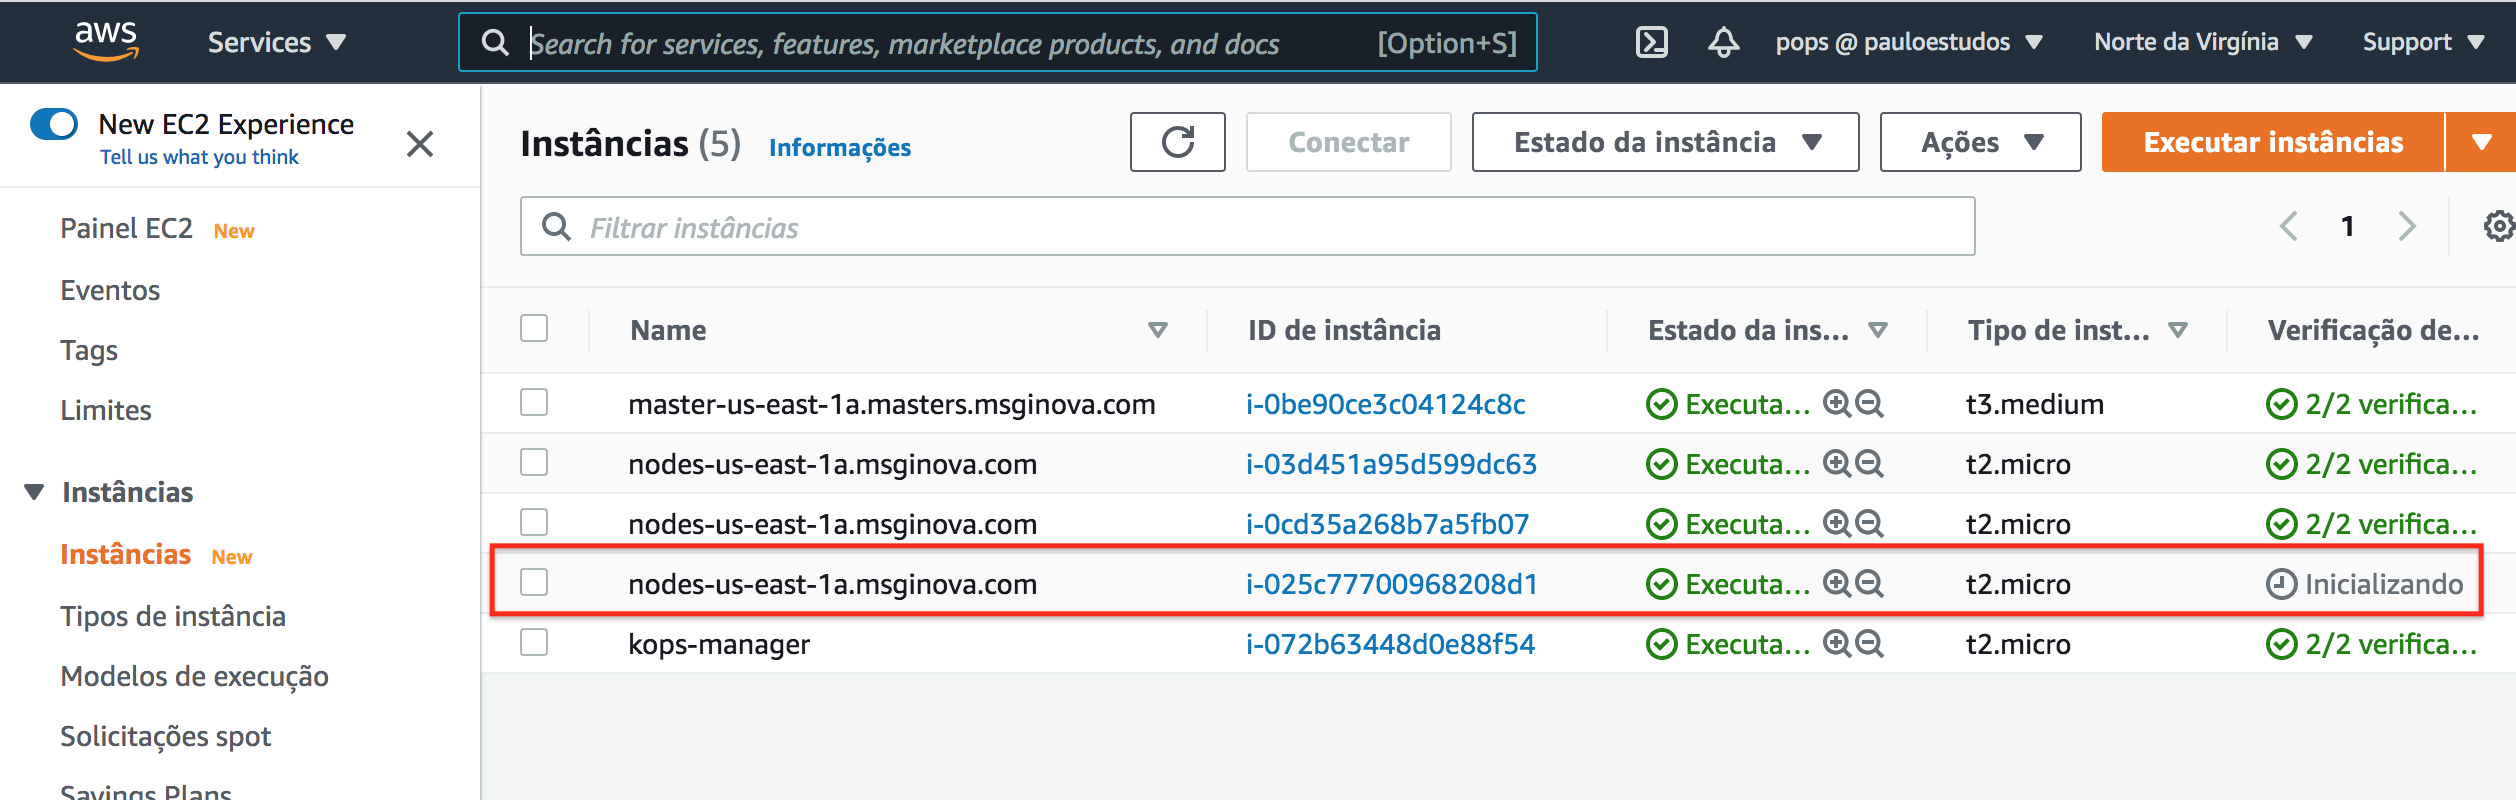 aws Services Search for services, features, marketplace products, and docs [Option+S] pops @ pauloestudos Norte da Virgínia Support
New EC2 Experience
Tell us what you think
Painel EC2 New
Eventos
Tags
Limites
Instâncias
Instâncias New
Tipos de instância
Modelos de execução
Solicitações spot
Savings Plans
Instâncias (5) Informações Conectar Estado da instância Ações Executar instâncias
Filtrar instâncias 1
Name ID de instância Estado da ins... Tipo de inst... Verificação de...
master-us-east-1a.masters.msginova.com i-0be90ce3c04124c8c Executa... t3.medium 2/2 verifica...
nodes-us-east-1a.msginova.com i-03d451a95d599dc63 Executa... t2.micro 2/2 verifica...
nodes-us-east-1a.msginova.com i-0cd35a268b7a5fb07 Executa... t2.micro 2/2 verifica...
nodes-us-east-1a.msginova.com i-025c77700968208d1 Executa... t2.micro Inicializando
kops-manager i-072b63448d0e88f54 Executa... t2.micro 2/2 verifica...